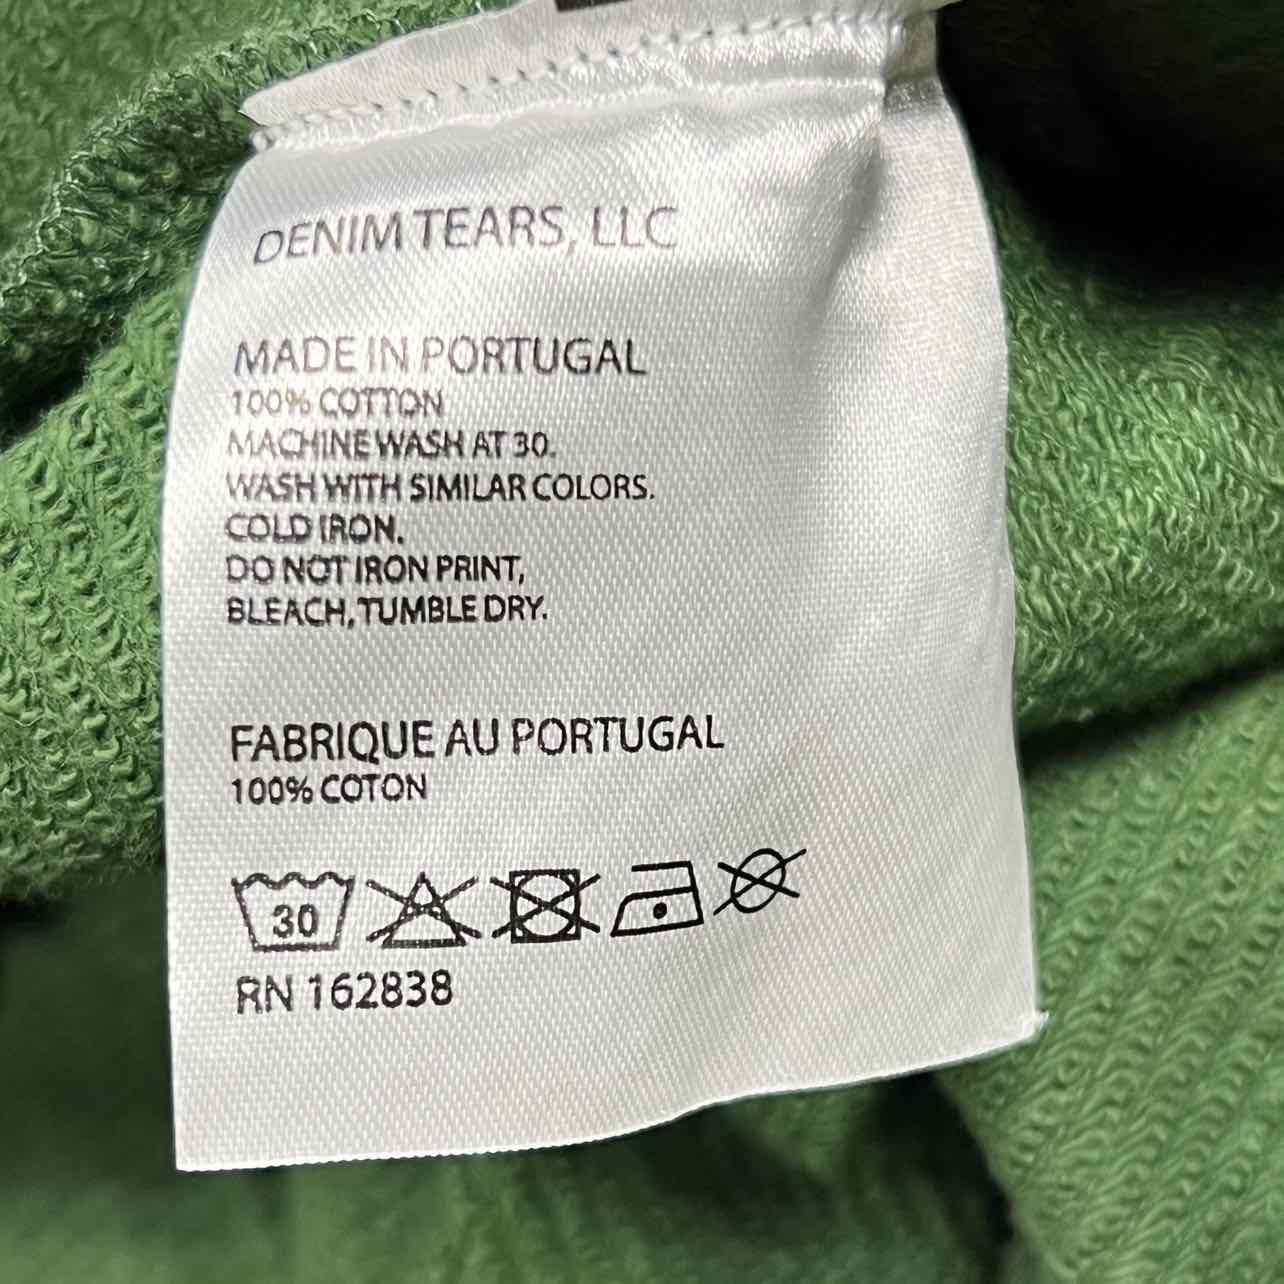 DENIM TEARS, LLC
MADE IN PORTUGAL
100% COTTON
MACHINE WASH AT 30.
WASH WITH SIMILAR COLORS.
COLD IRON.
DO NOT IRON PRINT,
BLEACH, TUMBLE DRY.
FABRIQUE AU PORTUGAL
100% COTON
30
RN 162838